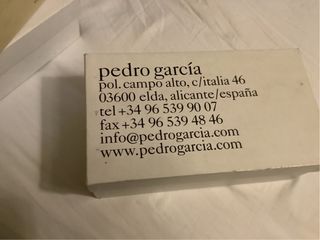 pedro garcía
pol. campo alto, c/italia 46
03600 elda, alicante/españa
tel +34 96 539 90 07
fax +34 96 539 48 46
info@pedrogarcia.com
www.pedrogarcia.com